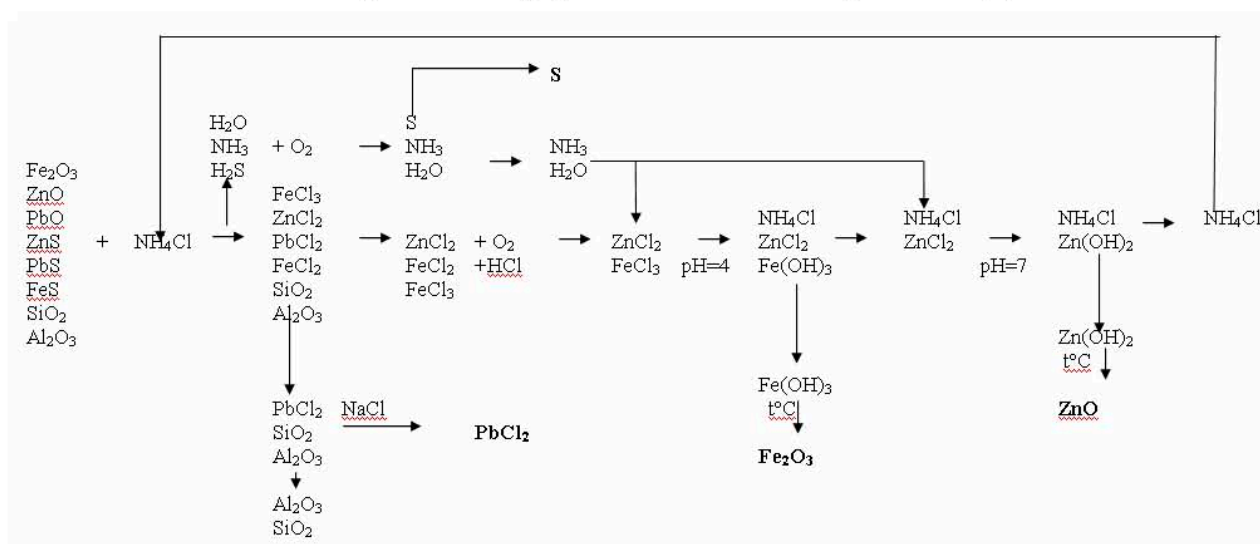 S
H₂O
NH₃ + O₂
H₂S
S
NH₃
H₂O
NH₃
H₂O
Fe₂O₃
ZnO
PbO
ZnS
PbS
FeS
SiO₂
Al₂O₃
+ NH₄Cl
FeCl₃
ZnCl₂
PbCl₂
FeCl₂
SiO₂
Al₂O₃
ZnCl₂ + O₂
FeCl₂ +HCl
FeCl₃
ZnCl₂
FeCl₃ pH=4
NH₄Cl
ZnCl₂
Fe(OH)₃
NH₄Cl
ZnCl₂
pH=7
NH₄Cl
Zn(OH)₂
NH₄Cl
Zn(OH)₂
t°C
ZnO
Fe(OH)₃
t°C
Fe₂O₃
PbCl₂ NaCl
SiO₂
Al₂O₃
PbCl₂
Al₂O₃
SiO₂